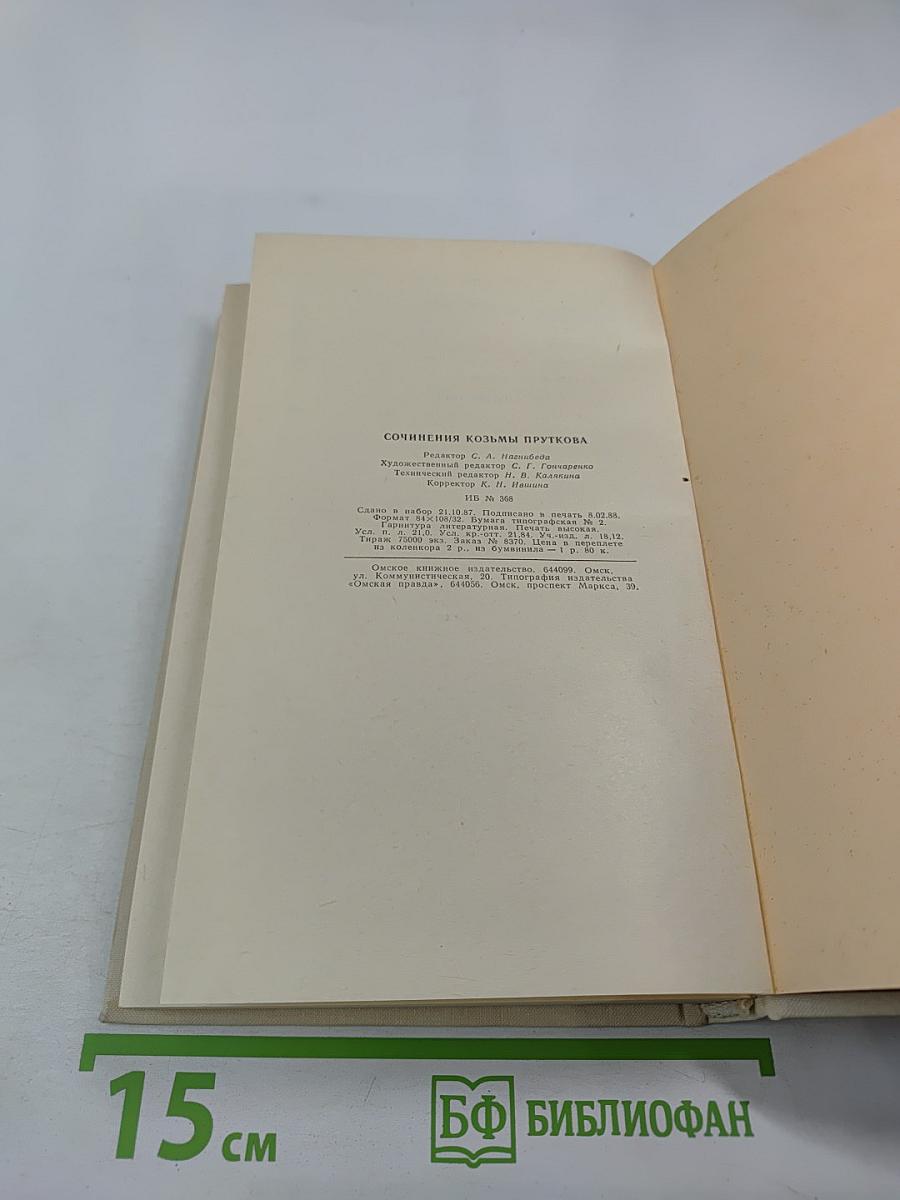 СОЧИНЕНИЯ КОЗЬМЫ ПРУТКОВА
Редактор С. А. Нагнибеда
Художественный редактор С. Г. Гончаренко
Технический редактор Н. В. Калякина
Корректор К. Н. Ившина
ИБ № 368
Сдано в набор 21.10.87. Подписано в печать 8.02.88.
Формат 84×108/32. Бумага типографская № 2.
Гарнитура литературная. Печать высокая.
Усл. п. л. 21,0. Усл. кр.-отт. 21,84. Уч.-изд. л. 18,12.
Тираж 75000 экз. Заказ № 8370. Цена в переплете
из коленкора 2 р., из бумвинила — 1 р. 80 к.
Омское книжное издательство. 644099. Омск,
ул. Коммунистическая, 20. Типография издательства
«Омская правда». 644056. Омск, проспект Маркса, 39.
15 см
БФ БИБЛИОФАН